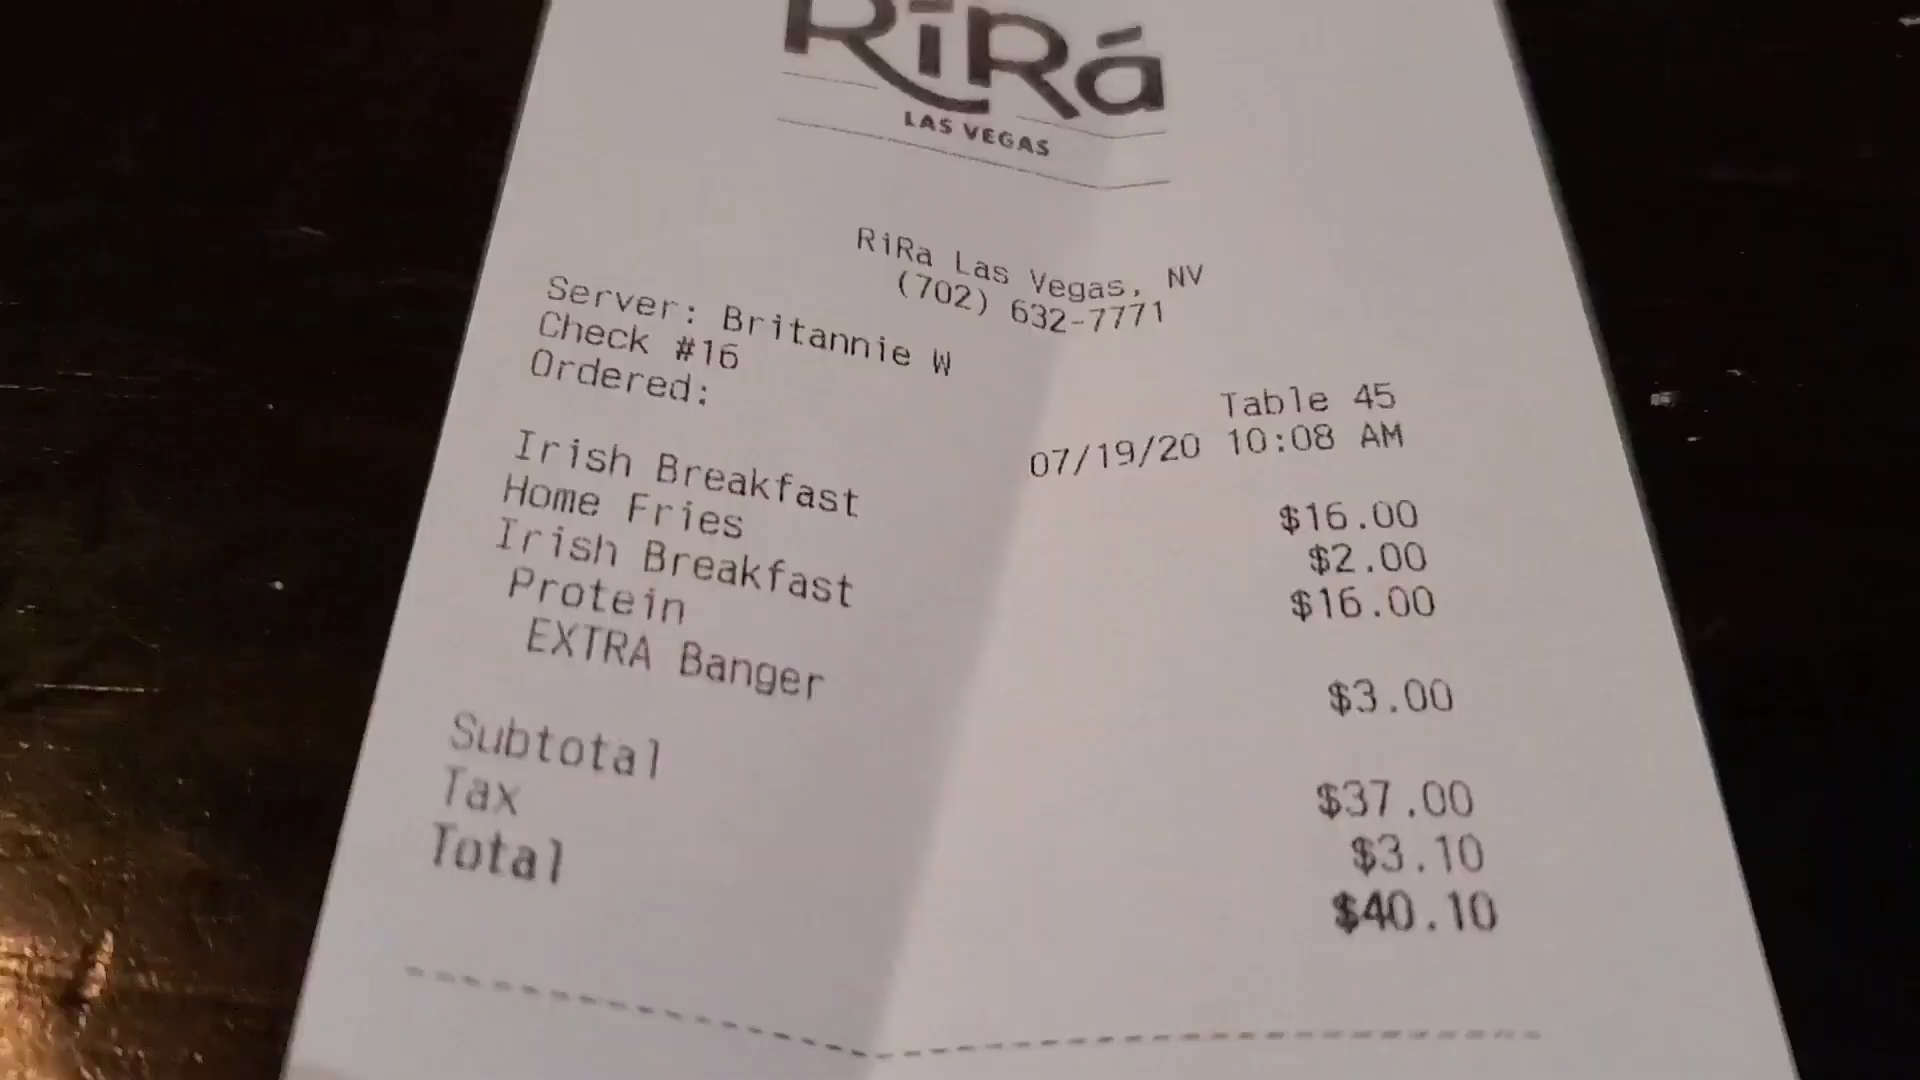 RíRá
LAS VEGAS
RiRa Las Vegas, NV
(702) 632-7771
Server: Britannie W
Check #16 Table 45
Ordered: 07/19/20 10:08 AM
Irish Breakfast $16.00
Home Fries $2.00
Irish Breakfast $16.00
Protein
EXTRA Banger $3.00
Subtotal $37.00
Tax $3.10
Total $40.10